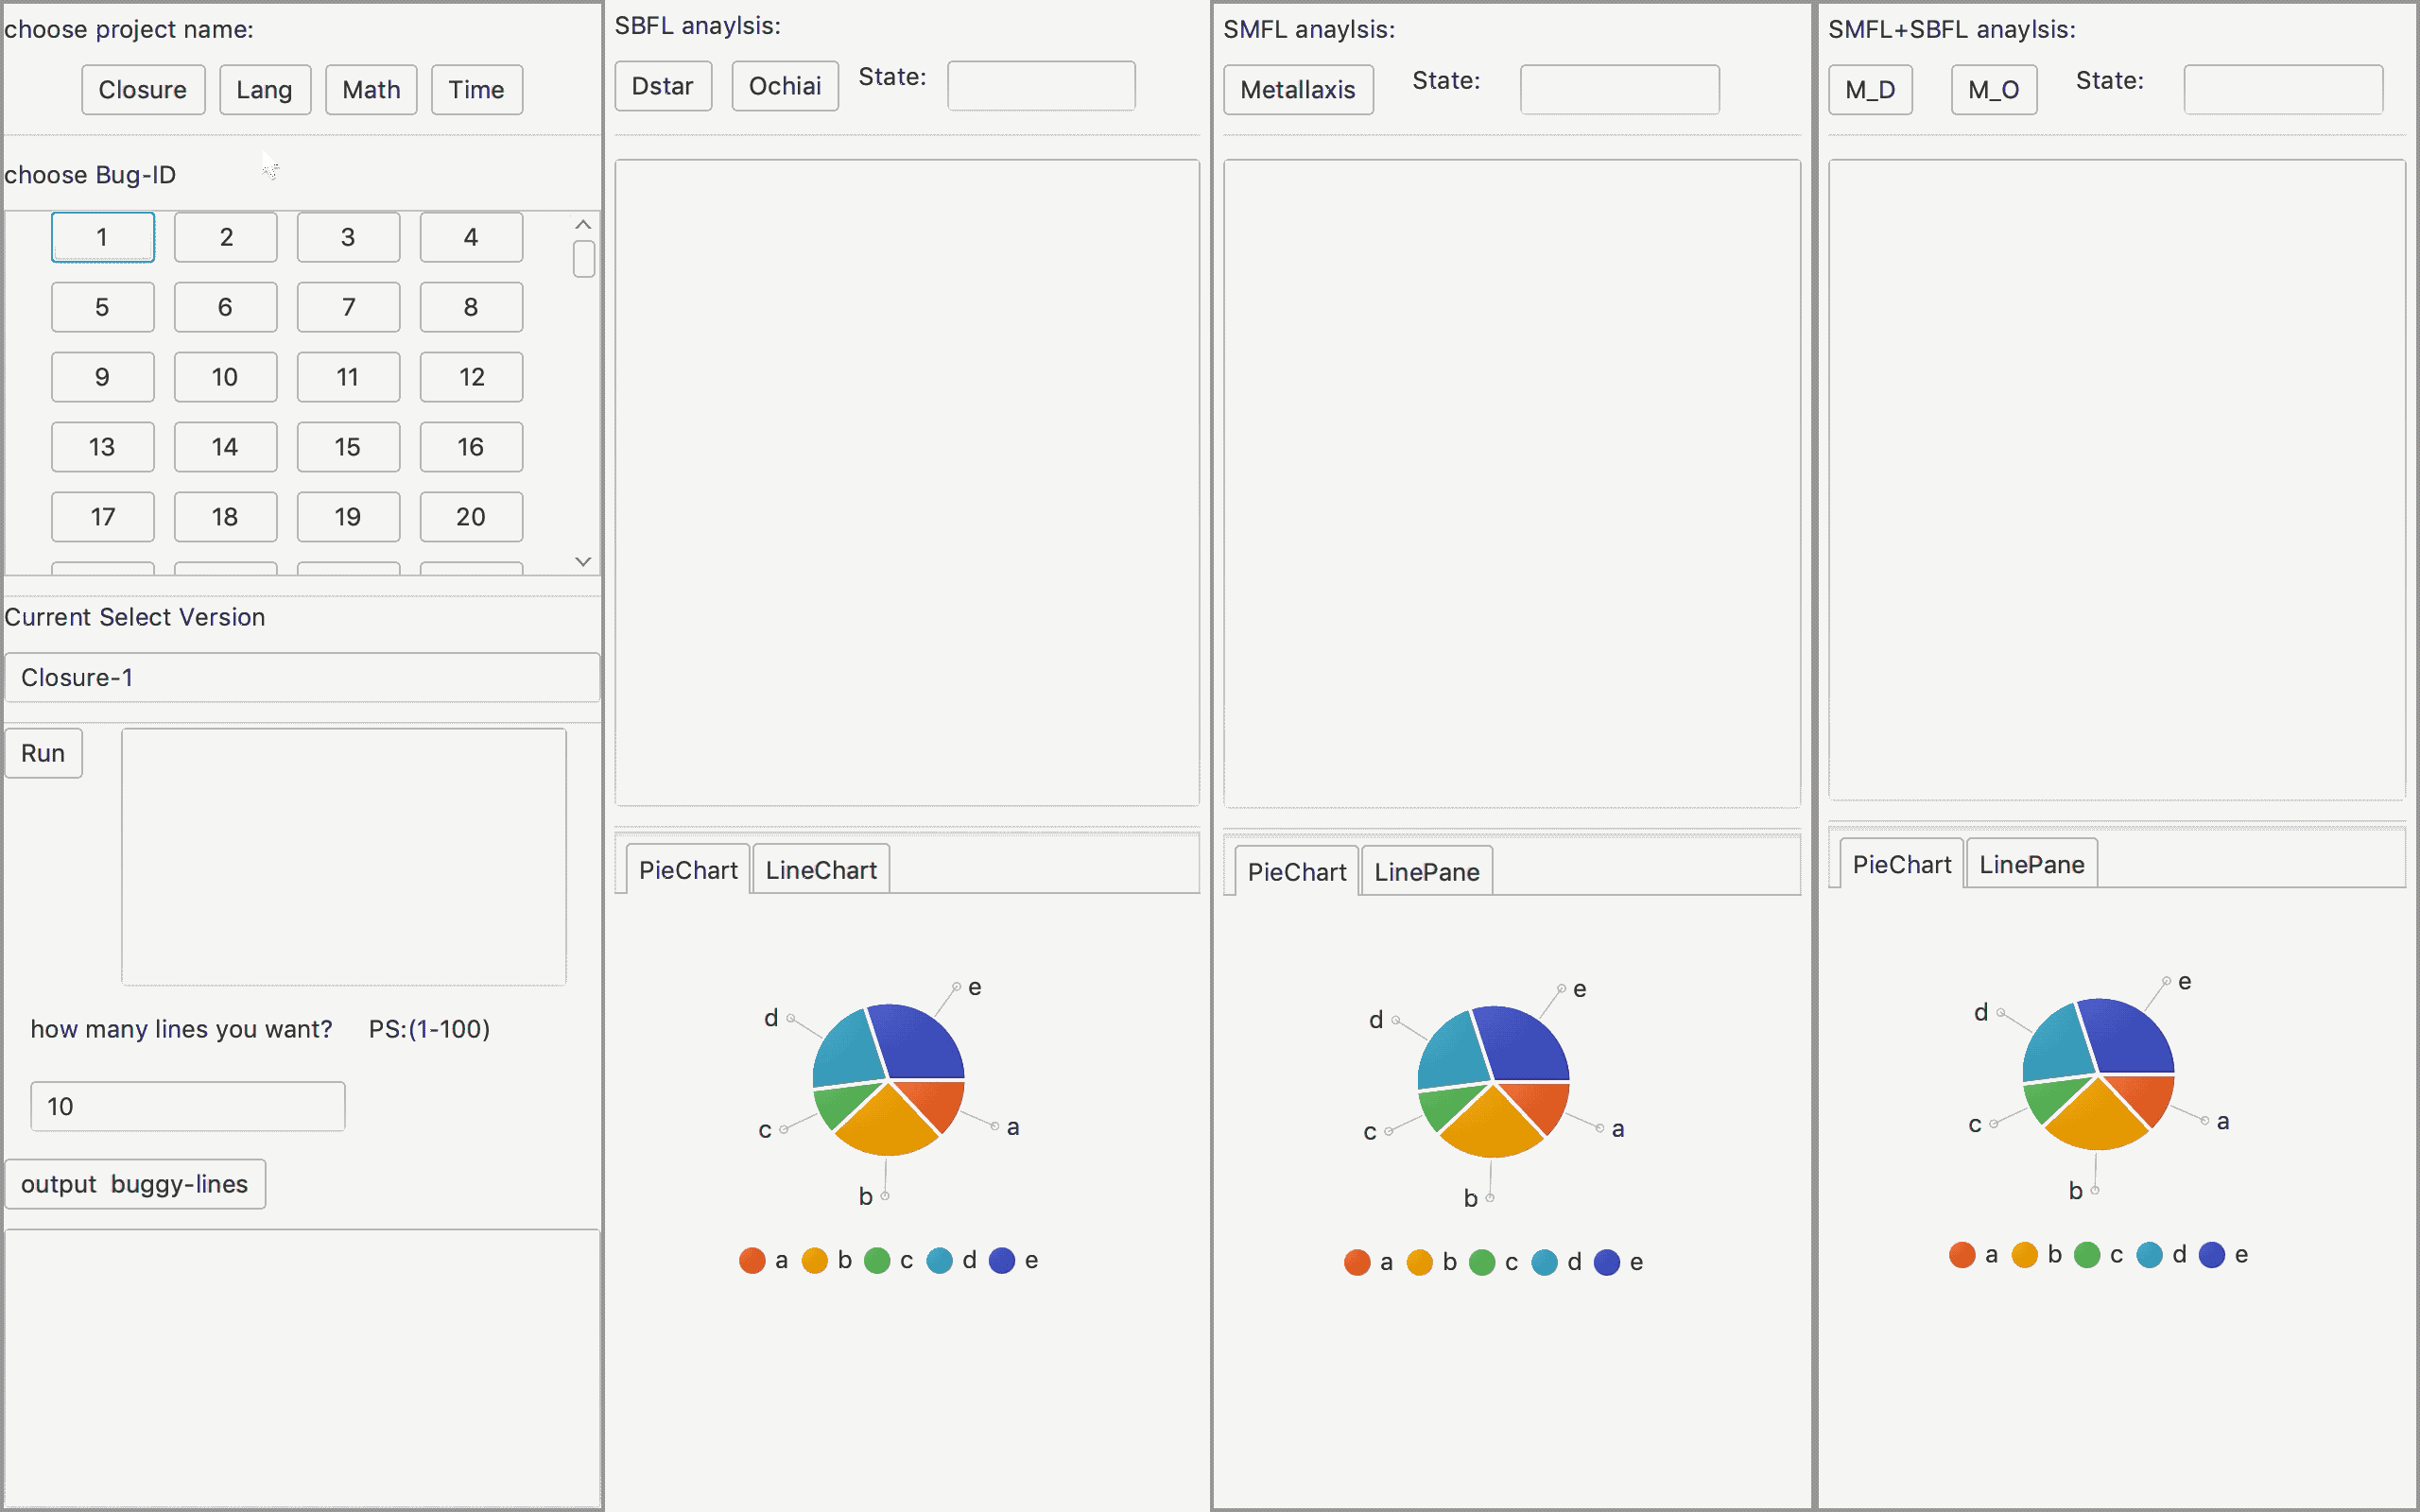 choose project name:
Closure Lang Math Time
choose Bug-ID
1 2 3 4
5 6 7 8
9 10 11 12
13 14 15 16
17 18 19 20
Current Select Version
Closure-1
Run
how many lines you want? PS:(1-100)
10
output buggy-lines
SBFL anaylsis:
Dstar Ochiai State:
PieChart LineChart
e
d
a
c
b
a b c d e
SMFL anaylsis:
Metallaxis State:
PieChart LinePane
e
d
a
c
b
a b c d e
SMFL+SBFL anaylsis:
M_D M_O State:
PieChart LinePane
e
d
a
c
b
a b c d e